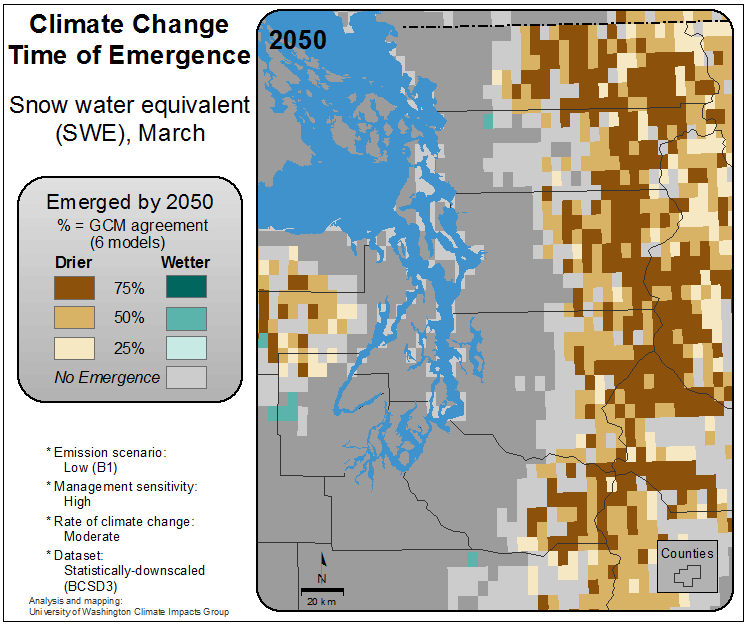 Climate Change
Time of Emergence
Snow water equivalent
(SWE), March
Emerged by 2050
% = GCM agreement
(6 models)
Drier Wetter
75%
50%
25%
No Emergence
* Emission scenario:
Low (B1)
* Management sensitivity:
High
* Rate of climate change:
Moderate
* Dataset:
Statistically-downscaled
(BCSD3)
Analysis and mapping:
University of Washington Climate Impacts Group
2050
N
20 km
Counties